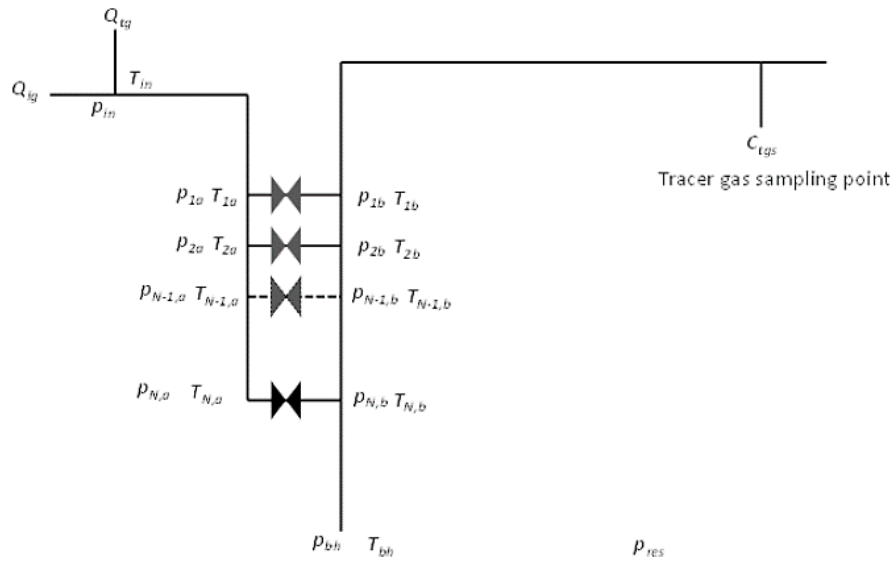 Q_tg
Q_ig
T_in
p_in
C_tgs
Tracer gas sampling point
p_1a T_1a p_1b T_1b
p_2a T_2a p_2b T_2b
p_N-1,a T_N-1,a p_N-1,b T_N-1,b
p_N,a T_N,a p_N,b T_N,b
p_bh T_bh p_res